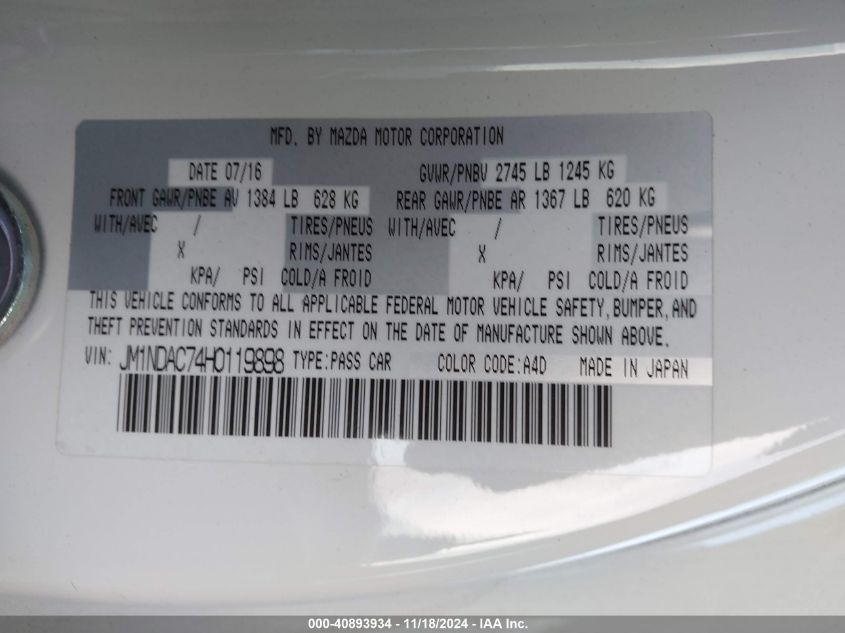 MFD. BY MAZDA MOTOR CORPORATION
DATE 07/16 GVWR/PNBV 2745 LB 1245 KG
FRONT GAWR/PNBE AV 1384 LB 628 KG REAR GAWR/PNBE AR 1367 LB 620 KG
WITH/AVEC / TIRES/PNEUS WITH/AVEC / TIRES/PNEUS
X RIMS/JANTES X RIMS/JANTES
KPA/ PSI COLD/A FROID KPA/ PSI COLD/A FROID
THIS VEHICLE CONFORMS TO ALL APPLICABLE FEDERAL MOTOR VEHICLE SAFETY, BUMPER, AND
THEFT PREVENTION STANDARDS IN EFFECT ON THE DATE OF MANUFACTURE SHOWN ABOVE.
VIN: JM1NDAC74H0119898 TYPE:PASS CAR COLOR CODE:A4D MADE IN JAPAN
000-40893934 - 11/18/2024 - IAA Inc.